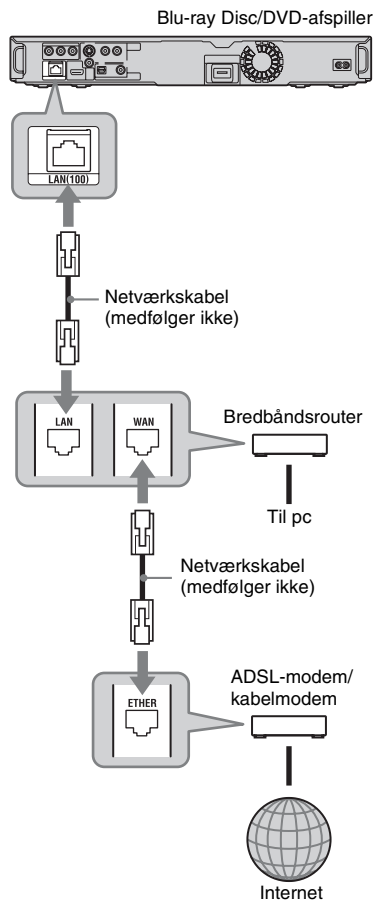 Blu-ray Disc/DVD-afspiller
LAN(100)
Netværkskabel
(medfølger ikke)
LAN
WAN
Bredbåndsrouter
Til pc
Netværkskabel
(medfølger ikke)
ADSL-modem/
kabelmodem
ETHER
Internet